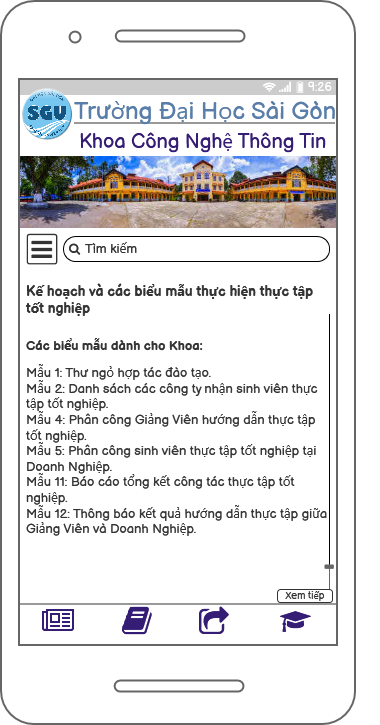 9:26
SGU
Trường Đại Học Sài Gòn
Khoa Công Nghệ Thông Tin
Tìm kiếm
Kế hoạch và các biểu mẫu thực hiện thực tập
tốt nghiệp
Các biểu mẫu dành cho Khoa:
Mẫu 1: Thư ngỏ hợp tác đào tạo.
Mẫu 2: Danh sách các công ty nhận sinh viên thực
tập tốt nghiệp.
Mẫu 4: Phân công Giảng Viên hướng dẫn thực tập
tốt nghiệp.
Mẫu 5: Phân công sinh viên thực tập tốt nghiệp tại
Doanh Nghiệp.
Mẫu 11: Báo cáo tổng kết công tác thực tập tốt
nghiệp.
Mẫu 12: Thông báo kết quả hướng dẫn thực tập giữa
Giảng Viên và Doanh Nghiệp.
Xem tiếp